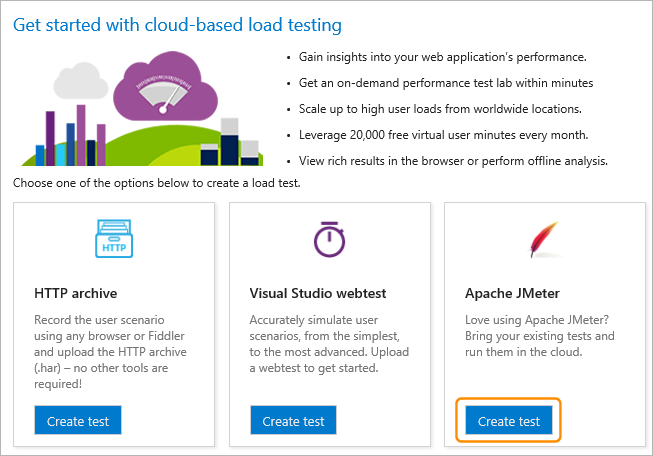 Get started with cloud-based load testing
• Gain insights into your web application's performance.
• Get an on-demand performance test lab within minutes
• Scale up to high user loads from worldwide locations.
• Leverage 20,000 free virtual user minutes every month.
• View rich results in the browser or perform offline analysis.
Choose one of the options below to create a load test.
HTTP
HTTP archive
Record the user scenario
using any browser or Fiddler
and upload the HTTP archive
(.har) – no other tools are
required!
Create test
Visual Studio webtest
Accurately simulate user
scenarios, from the simplest,
to the most advanced. Upload
a webtest to get started.
Create test
Apache JMeter
Love using Apache JMeter?
Bring your existing tests and
run them in the cloud.
Create test